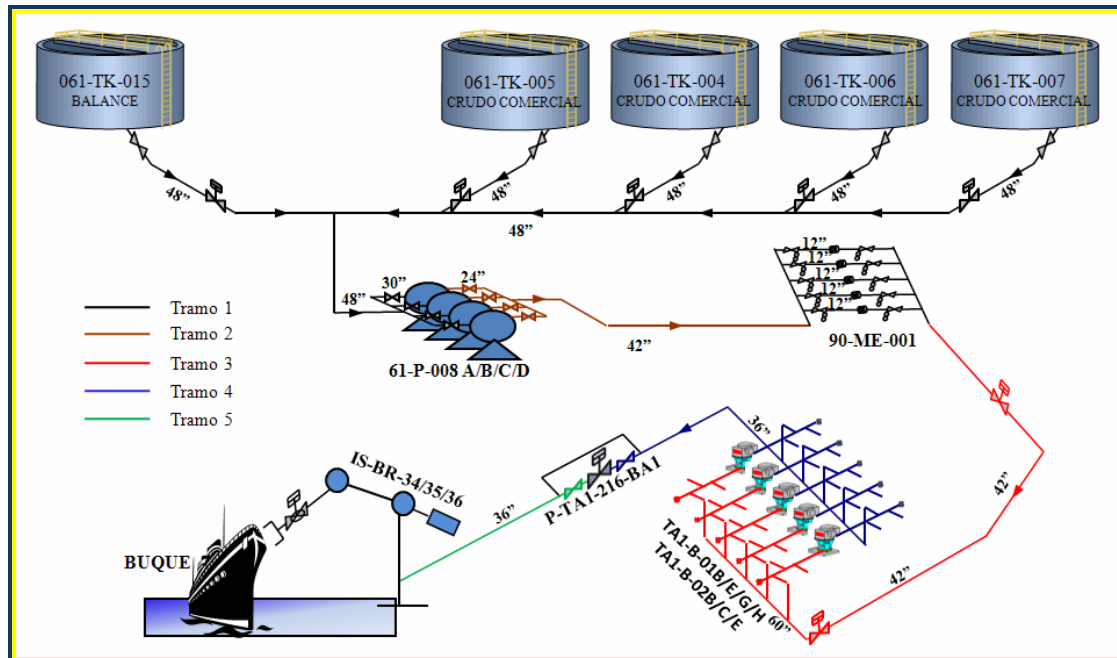 061-TK-015
BALANCE
061-TK-005
CRUDO COMERCIAL
061-TK-004
CRUDO COMERCIAL
061-TK-006
CRUDO COMERCIAL
061-TK-007
CRUDO COMERCIAL
48”
48”
48”
48”
48”
48”
12”
12”
12”
12”
12”
30”
24”
48”
42”
90-ME-001
61-P-008 A/B/C/D
Tramo 1
Tramo 2
Tramo 3
Tramo 4
Tramo 5
36”
P-TA1-216-BA1
IS-BR-34/35/36
36”
42”
42”
BUQUE
TA1-B-01B/E/G/H
TA1-B-02B/C/E
60”